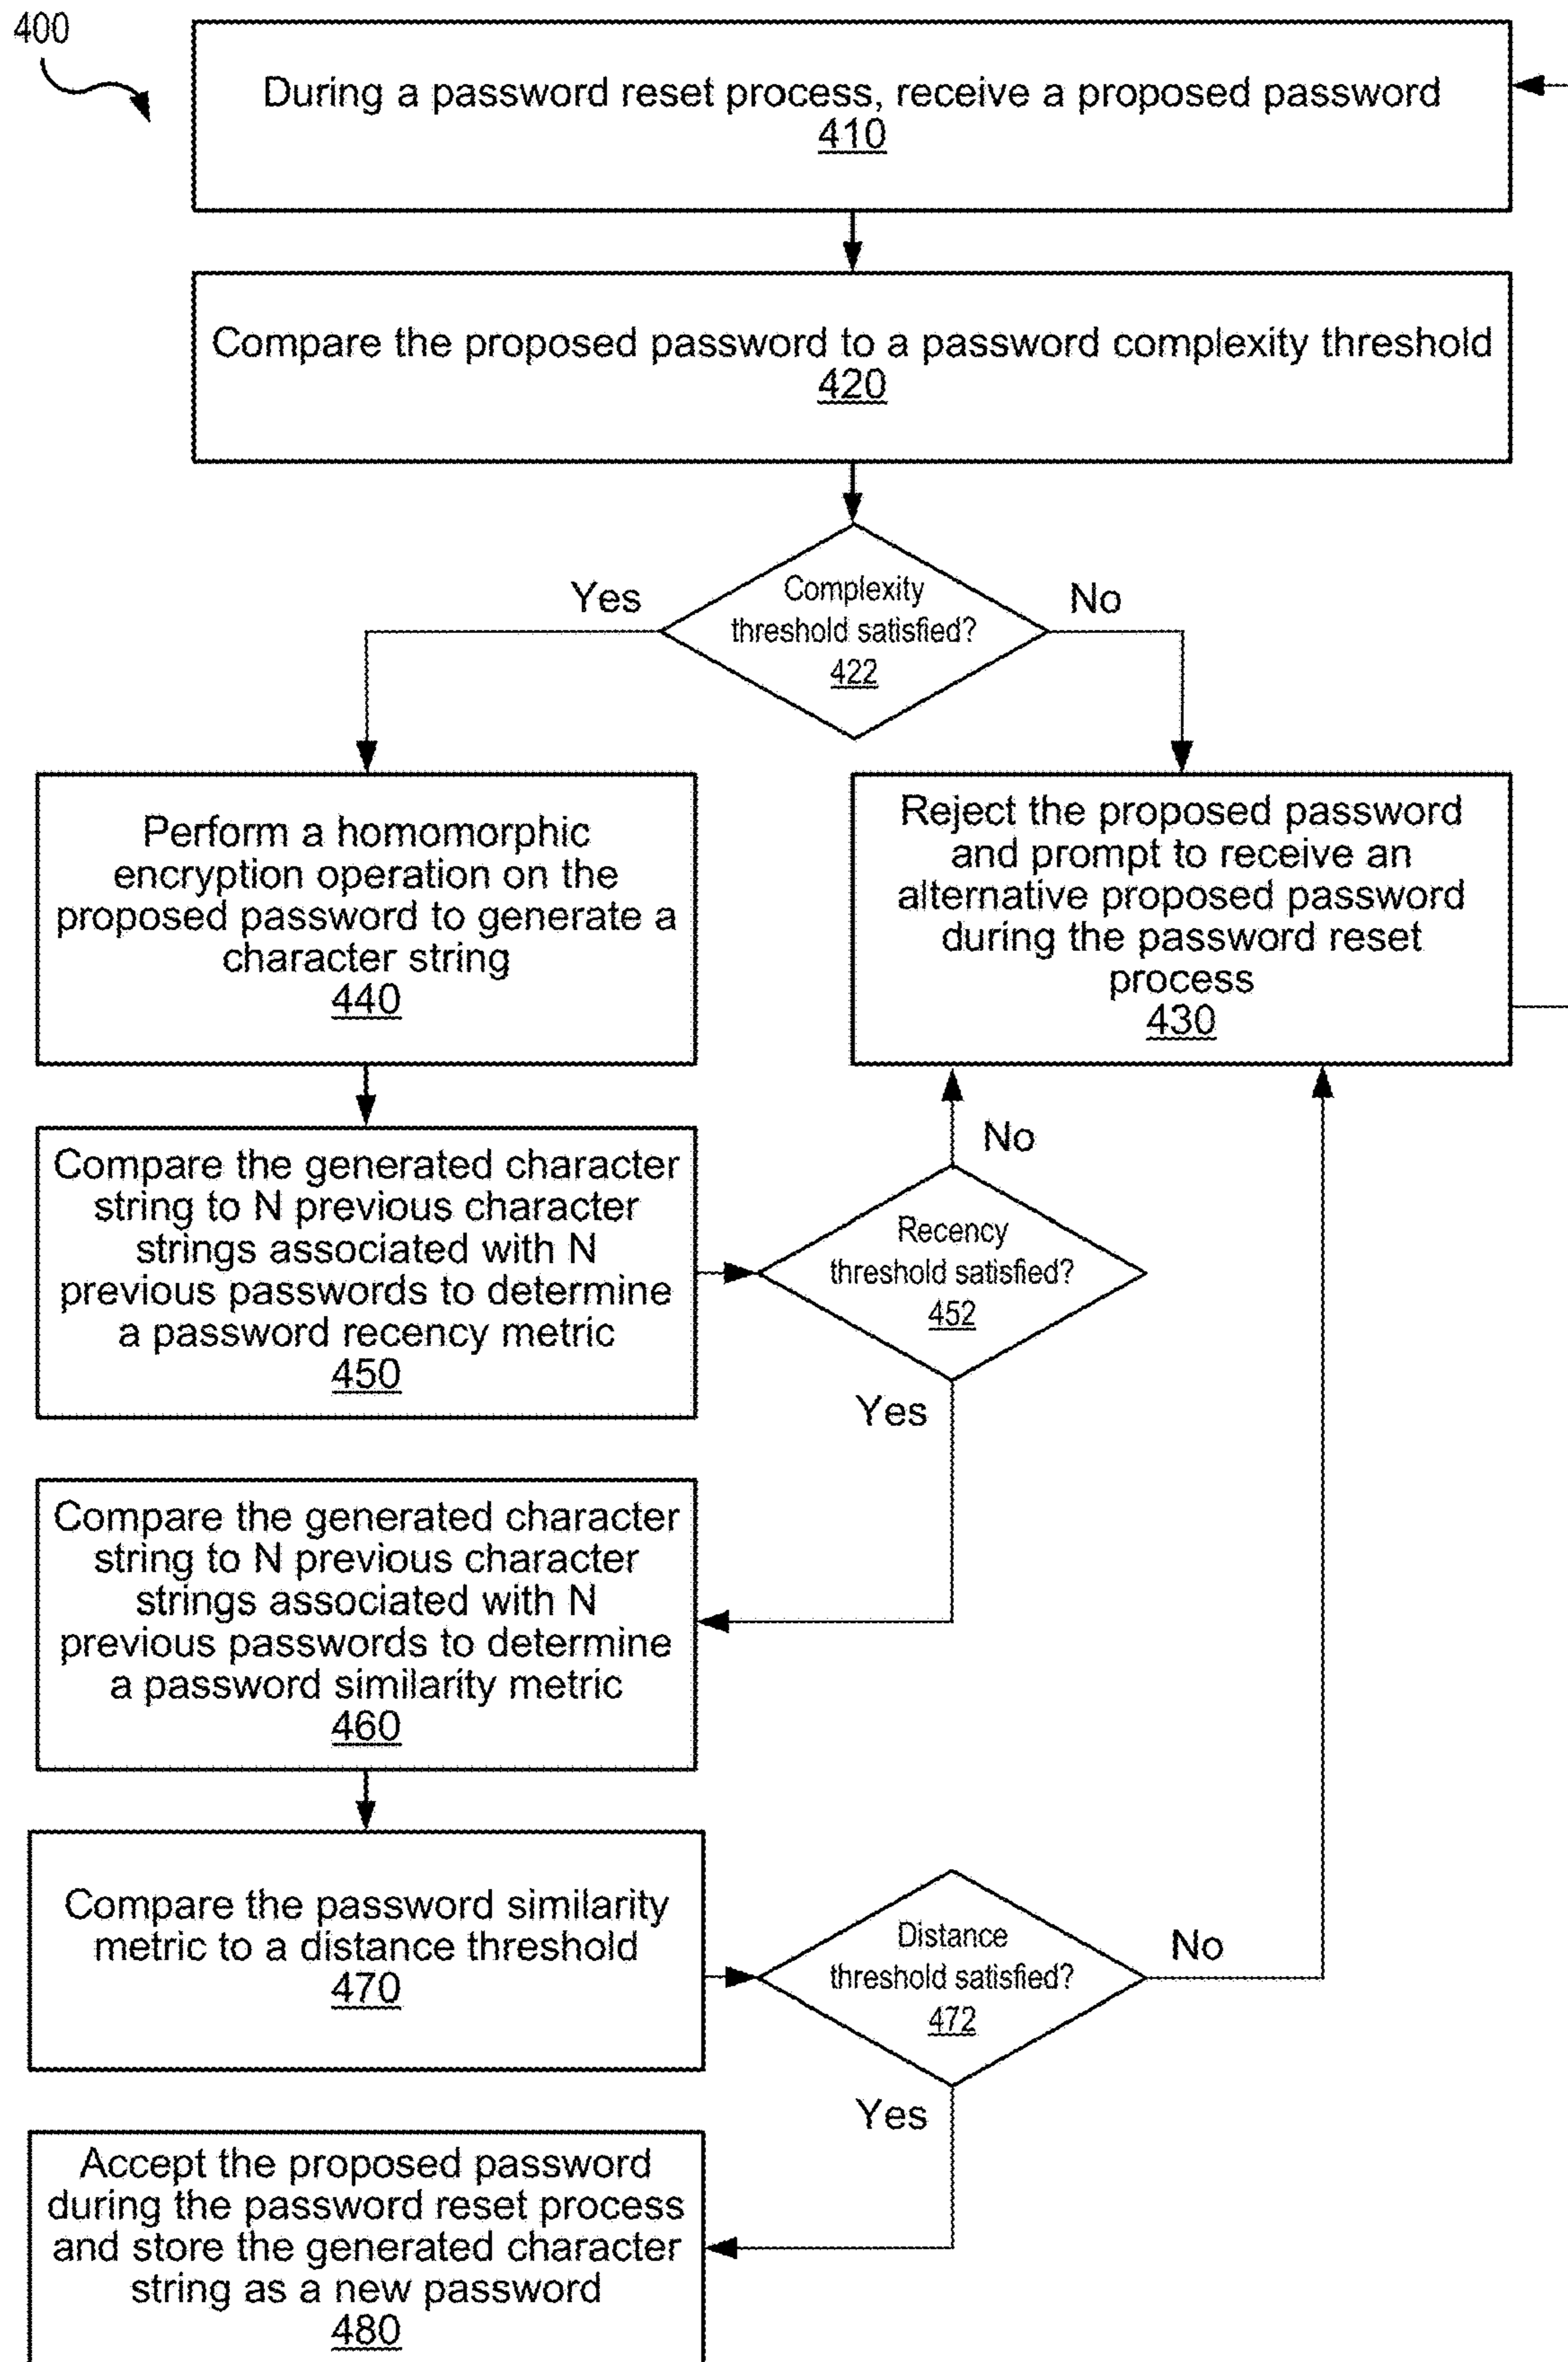 400
During a password reset process, receive a proposed password
410
Compare the proposed password to a password complexity threshold
420
Complexity
threshold satisfied?
422
Yes
No
Perform a homomorphic
encryption operation on the
proposed password to generate a
character string
440
Reject the proposed password
and prompt to receive an
alternative proposed password
during the password reset
process
430
Compare the generated character
string to N previous character
strings associated with N
previous passwords to determine
a password recency metric
450
No
Recency
threshold satisfied?
452
Yes
Compare the generated character
string to N previous character
strings associated with N
previous passwords to determine
a password similarity metric
460
Compare the password similarity
metric to a distance threshold
470
Distance
threshold satisfied?
472
No
Yes
Accept the proposed password
during the password reset process
and store the generated character
string as a new password
480